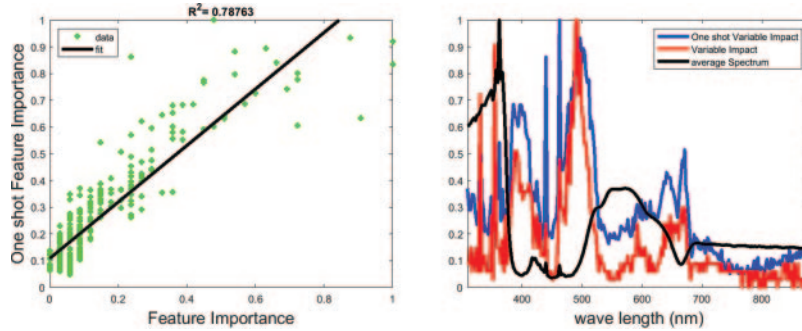 R²= 0.78763
data
fit
One shot Feature Importance
1
0.9
0.8
0.7
0.6
0.5
0.4
0.3
0.2
0.1
0
0 0.2 0.4 0.6 0.8 1
Feature Importance
One shot Variable Impact
Variable Impact
average Spectrum
1
0.9
0.8
0.7
0.6
0.5
0.4
0.3
0.2
0.1
0
400 500 600 700 800
wave length (nm)